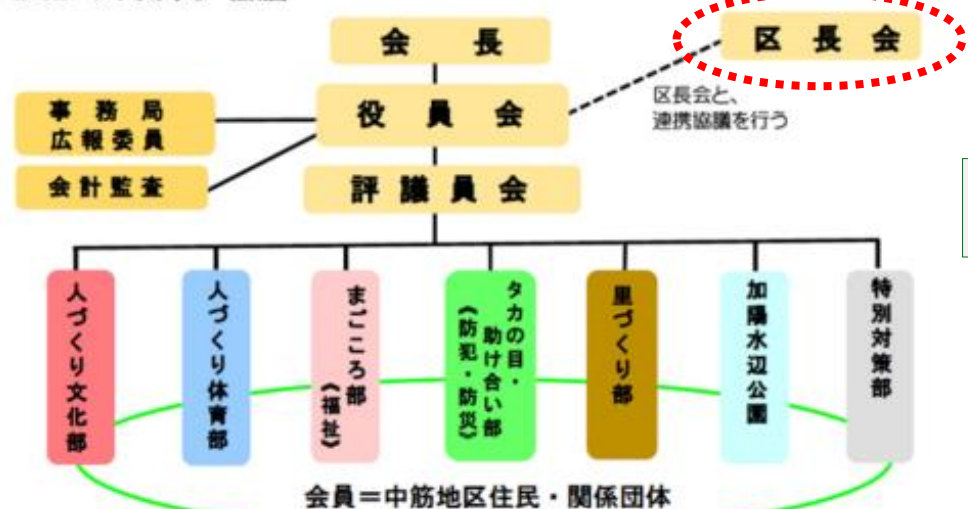 会長
区長会
事務局
広報委員
役員会
区長会と、
連携協議を行う
会計監査
評議員会
人づくり文化部
人づくり体育部
まごころ部
《福祉》
タカの目・
助け合い部
《防犯・防災》
里づくり部
加陽水辺公園
特別対策部
会員＝中筋地区住民・関係団体